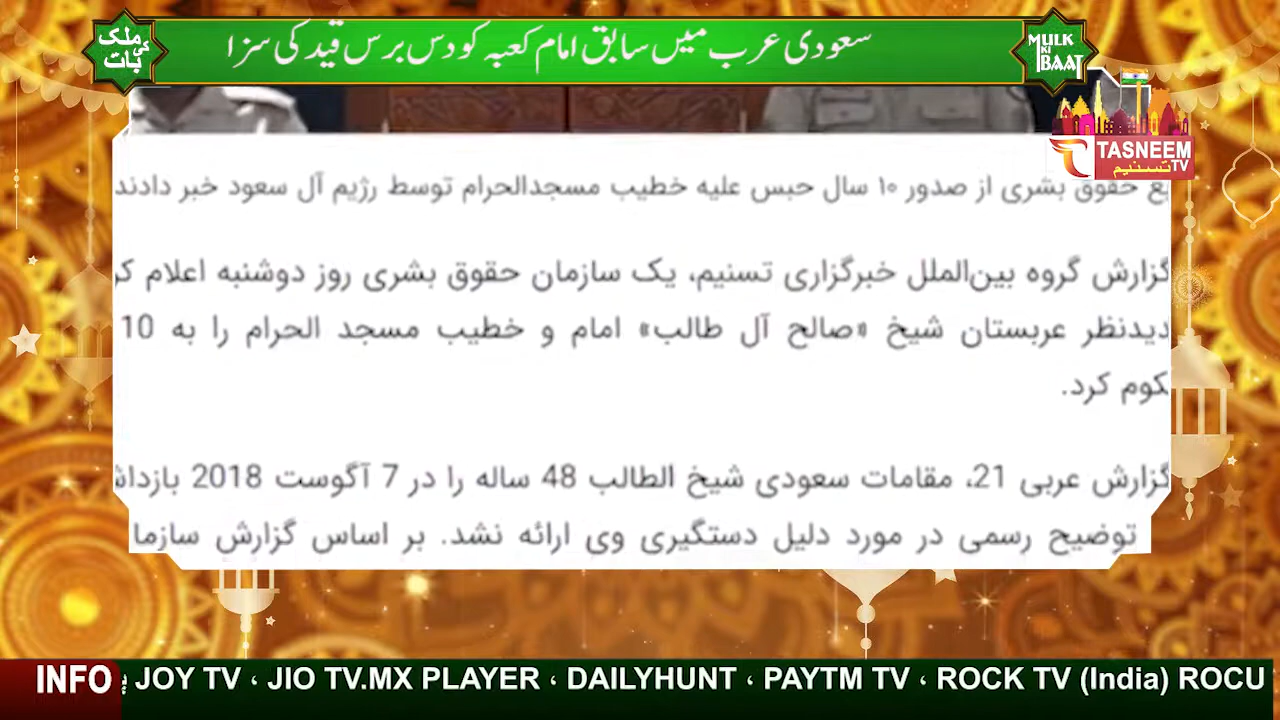 ملک
کی
بات
سعودی عرب میں سابق امام کعبہ کو دس برس قید کی سزا
MULK
KI
BAAT
TASNEEM
تسنیم TV
حقوق بشری از صدور ۱۰ سال حبس علیه خطیب مسجدالحرام توسط رژیم آل سعود خبر دادند
گزارش گروه بین‌الملل خبرگزاری تسنیم، یک سازمان حقوق بشری روز دوشنبه اعلام
دیدنظر عربستان شیخ «صالح آل طالب» امام و خطیب مسجد الحرام را به 10
کوم کرد.
گزارش عربی 21، مقامات سعودی شیخ الطالب 48 ساله را در 7 آگوست 2018
توضیح رسمی در مورد دلیل دستگیری وی ارائه نشد. بر اساس گزارش سازما
INFO JOY TV ، JIO TV.MX PLAYER ، DAILYHUNT ، PAYTM TV ، ROCK TV (India) ROCU